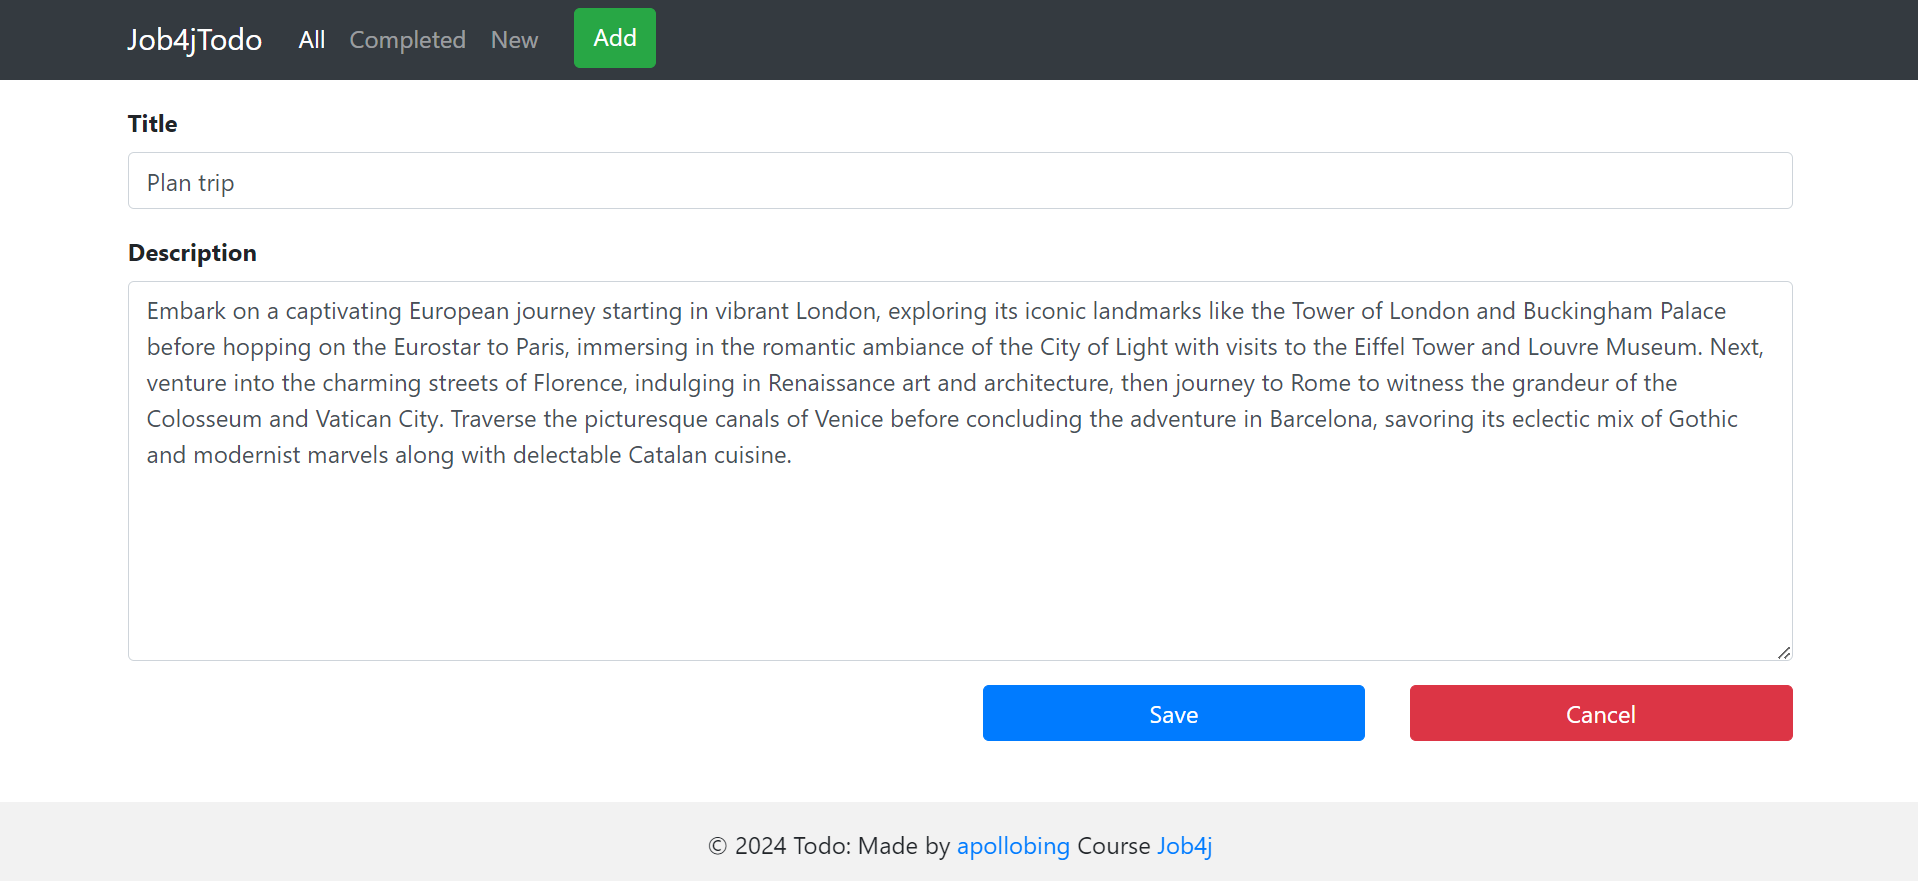 Job4jTodo All Completed New Add
Title
Plan trip
Description
Embark on a captivating European journey starting in vibrant London, exploring its iconic landmarks like the Tower of London and Buckingham Palace
before hopping on the Eurostar to Paris, immersing in the romantic ambiance of the City of Light with visits to the Eiffel Tower and Louvre Museum. Next,
venture into the charming streets of Florence, indulging in Renaissance art and architecture, then journey to Rome to witness the grandeur of the
Colosseum and Vatican City. Traverse the picturesque canals of Venice before concluding the adventure in Barcelona, savoring its eclectic mix of Gothic
and modernist marvels along with delectable Catalan cuisine.
Save Cancel
© 2024 Todo: Made by apollobing Course Job4j